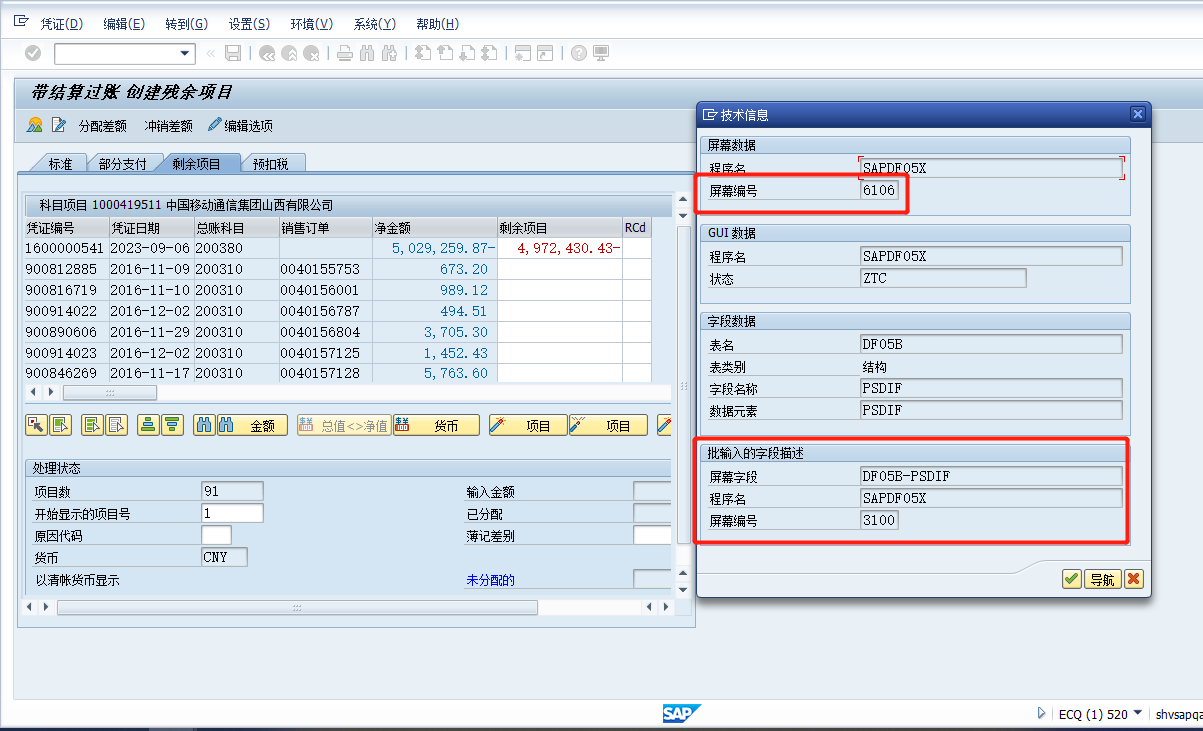 凭证(D) 编辑(E) 转到(G) 设置(S) 环境(V) 系统(Y) 帮助(H)
带结算过账 创建残余项目
分配差额 冲销差额 编辑选项
标准 部分支付 剩余项目 预扣税
科目项目 1000419511 中国移动通信集团山西有限公司
凭证编号 凭证日期 总账科目 销售订单 净金额 剩余项目 RCd
1600000541 2023-09-06 200380 5,029,259.87- 4,972,430.43-
900812885 2016-11-09 200310 0040155753 673.20
900816719 2016-11-10 200310 0040156001 989.12
900914022 2016-12-02 200310 0040156787 494.51
900890606 2016-11-29 200310 0040156804 3,705.30
900914023 2016-12-02 200310 0040157125 1,452.43
900846269 2016-11-17 200310 0040157128 5,763.60
金额 总值<>净值 货币 项目 项目
处理状态
项目数 91 输入金额
开始显示的项目号 1 已分配
原因代码 薄记差别
货币 CNY
以清帐货币显示 未分配的
技术信息
屏幕数据
程序名 SAPDF05X
屏幕编号 6106
GUI 数据
程序名 SAPDF05X
状态 ZTC
字段数据
表名 DF05B
表类别 结构
字段名称 PSDIF
数据元素 PSDIF
批输入的字段描述
屏幕字段 DF05B-PSDIF
程序名 SAPDF05X
屏幕编号 3100
导航
SAP
ECQ (1) 520 shvsapqa